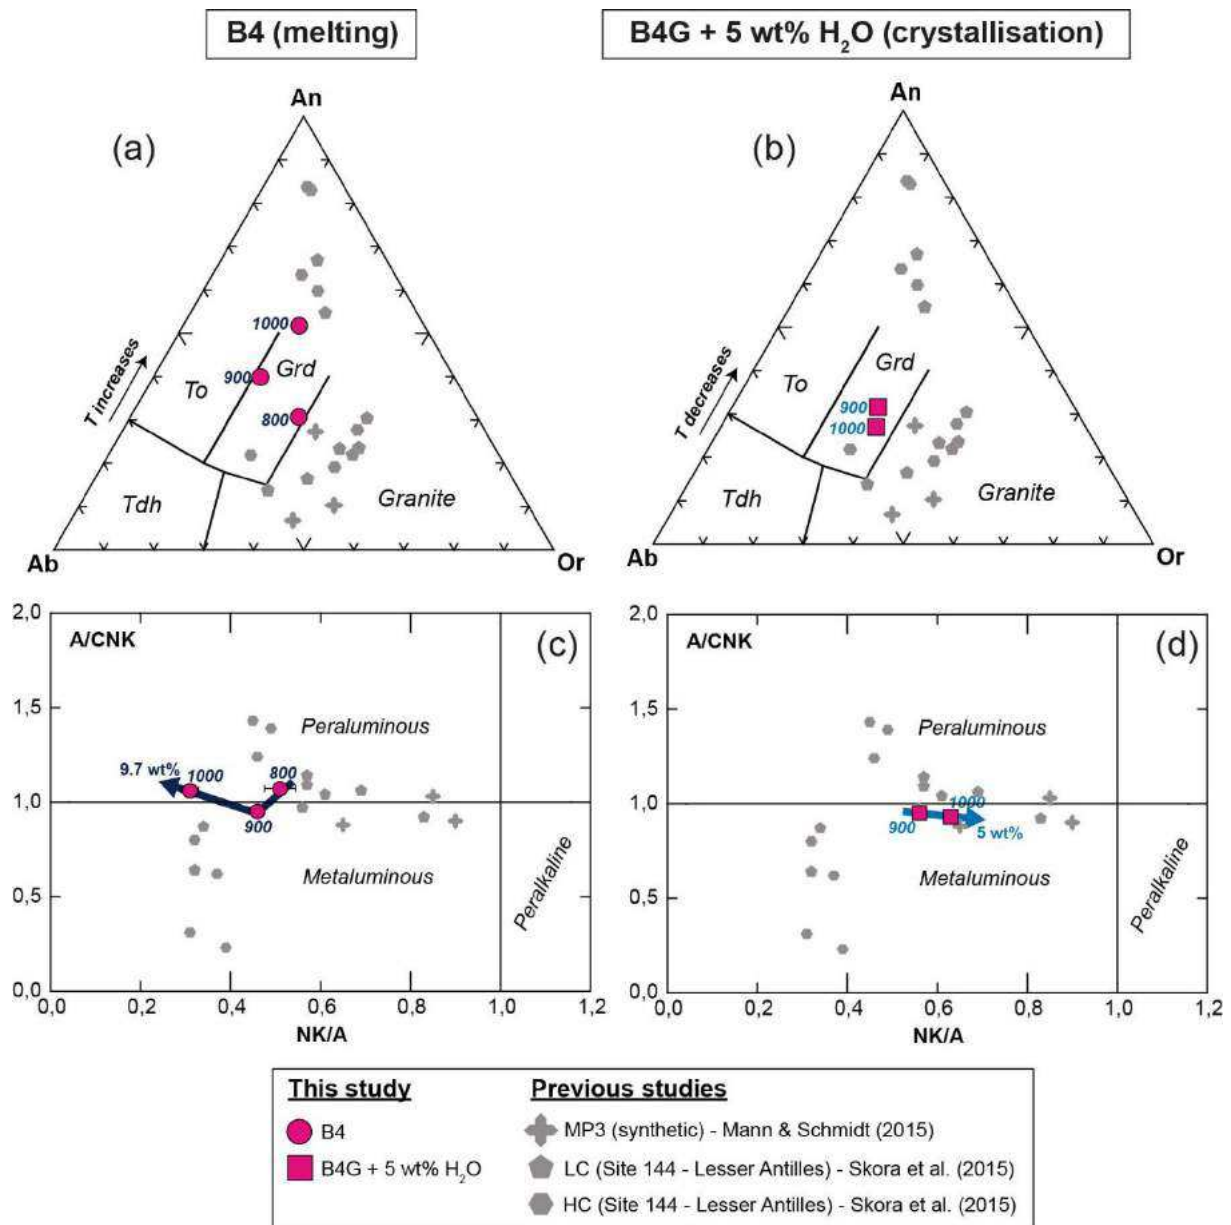 B4 (melting)
B4G + 5 wt% H₂O (crystallisation)
(a)
An
1000
900
800
Grd
To
T increases
Tdh
Granite
Ab
Or
(b)
An
900
1000
Grd
To
T decreases
Tdh
Granite
Ab
Or
2,0
1,5
1,0
0,5
0,0
A/CNK
(c)
Peraluminous
9.7 wt%
1000
800
900
Metaluminous
Peralkaline
0,0 0,2 0,4 0,6 0,8 1,0 1,2
NK/A
2,0
1,5
1,0
0,5
0,0
A/CNK
(d)
Peraluminous
1000
900
5 wt%
Metaluminous
Peralkaline
0,0 0,2 0,4 0,6 0,8 1,0 1,2
NK/A
This study
B4
B4G + 5 wt% H₂O
Previous studies
MP3 (synthetic) - Mann & Schmidt (2015)
LC (Site 144 - Lesser Antilles) - Skora et al. (2015)
HC (Site 144 - Lesser Antilles) - Skora et al. (2015)